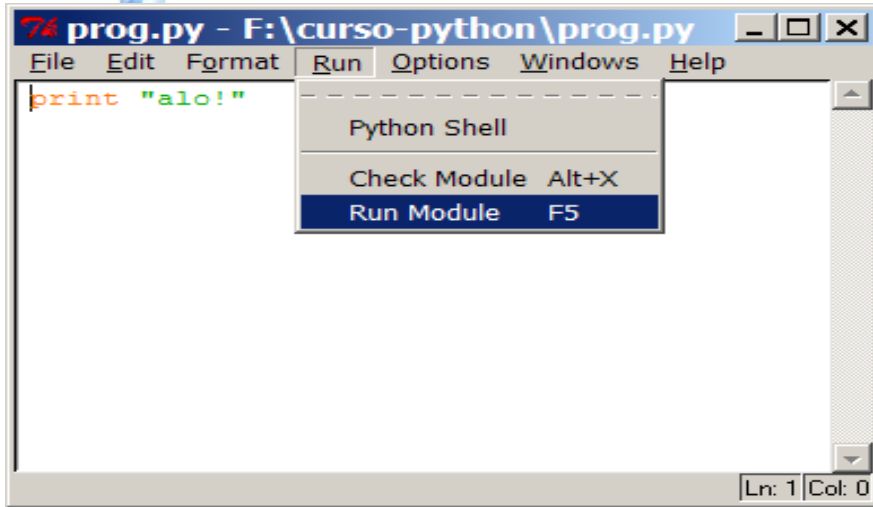 prog.py - F:\curso-python\prog.py
File Edit Format Run Options Windows Help
print "alo!"
Python Shell
Check Module Alt+X
Run Module F5
Ln: 1 Col: 0